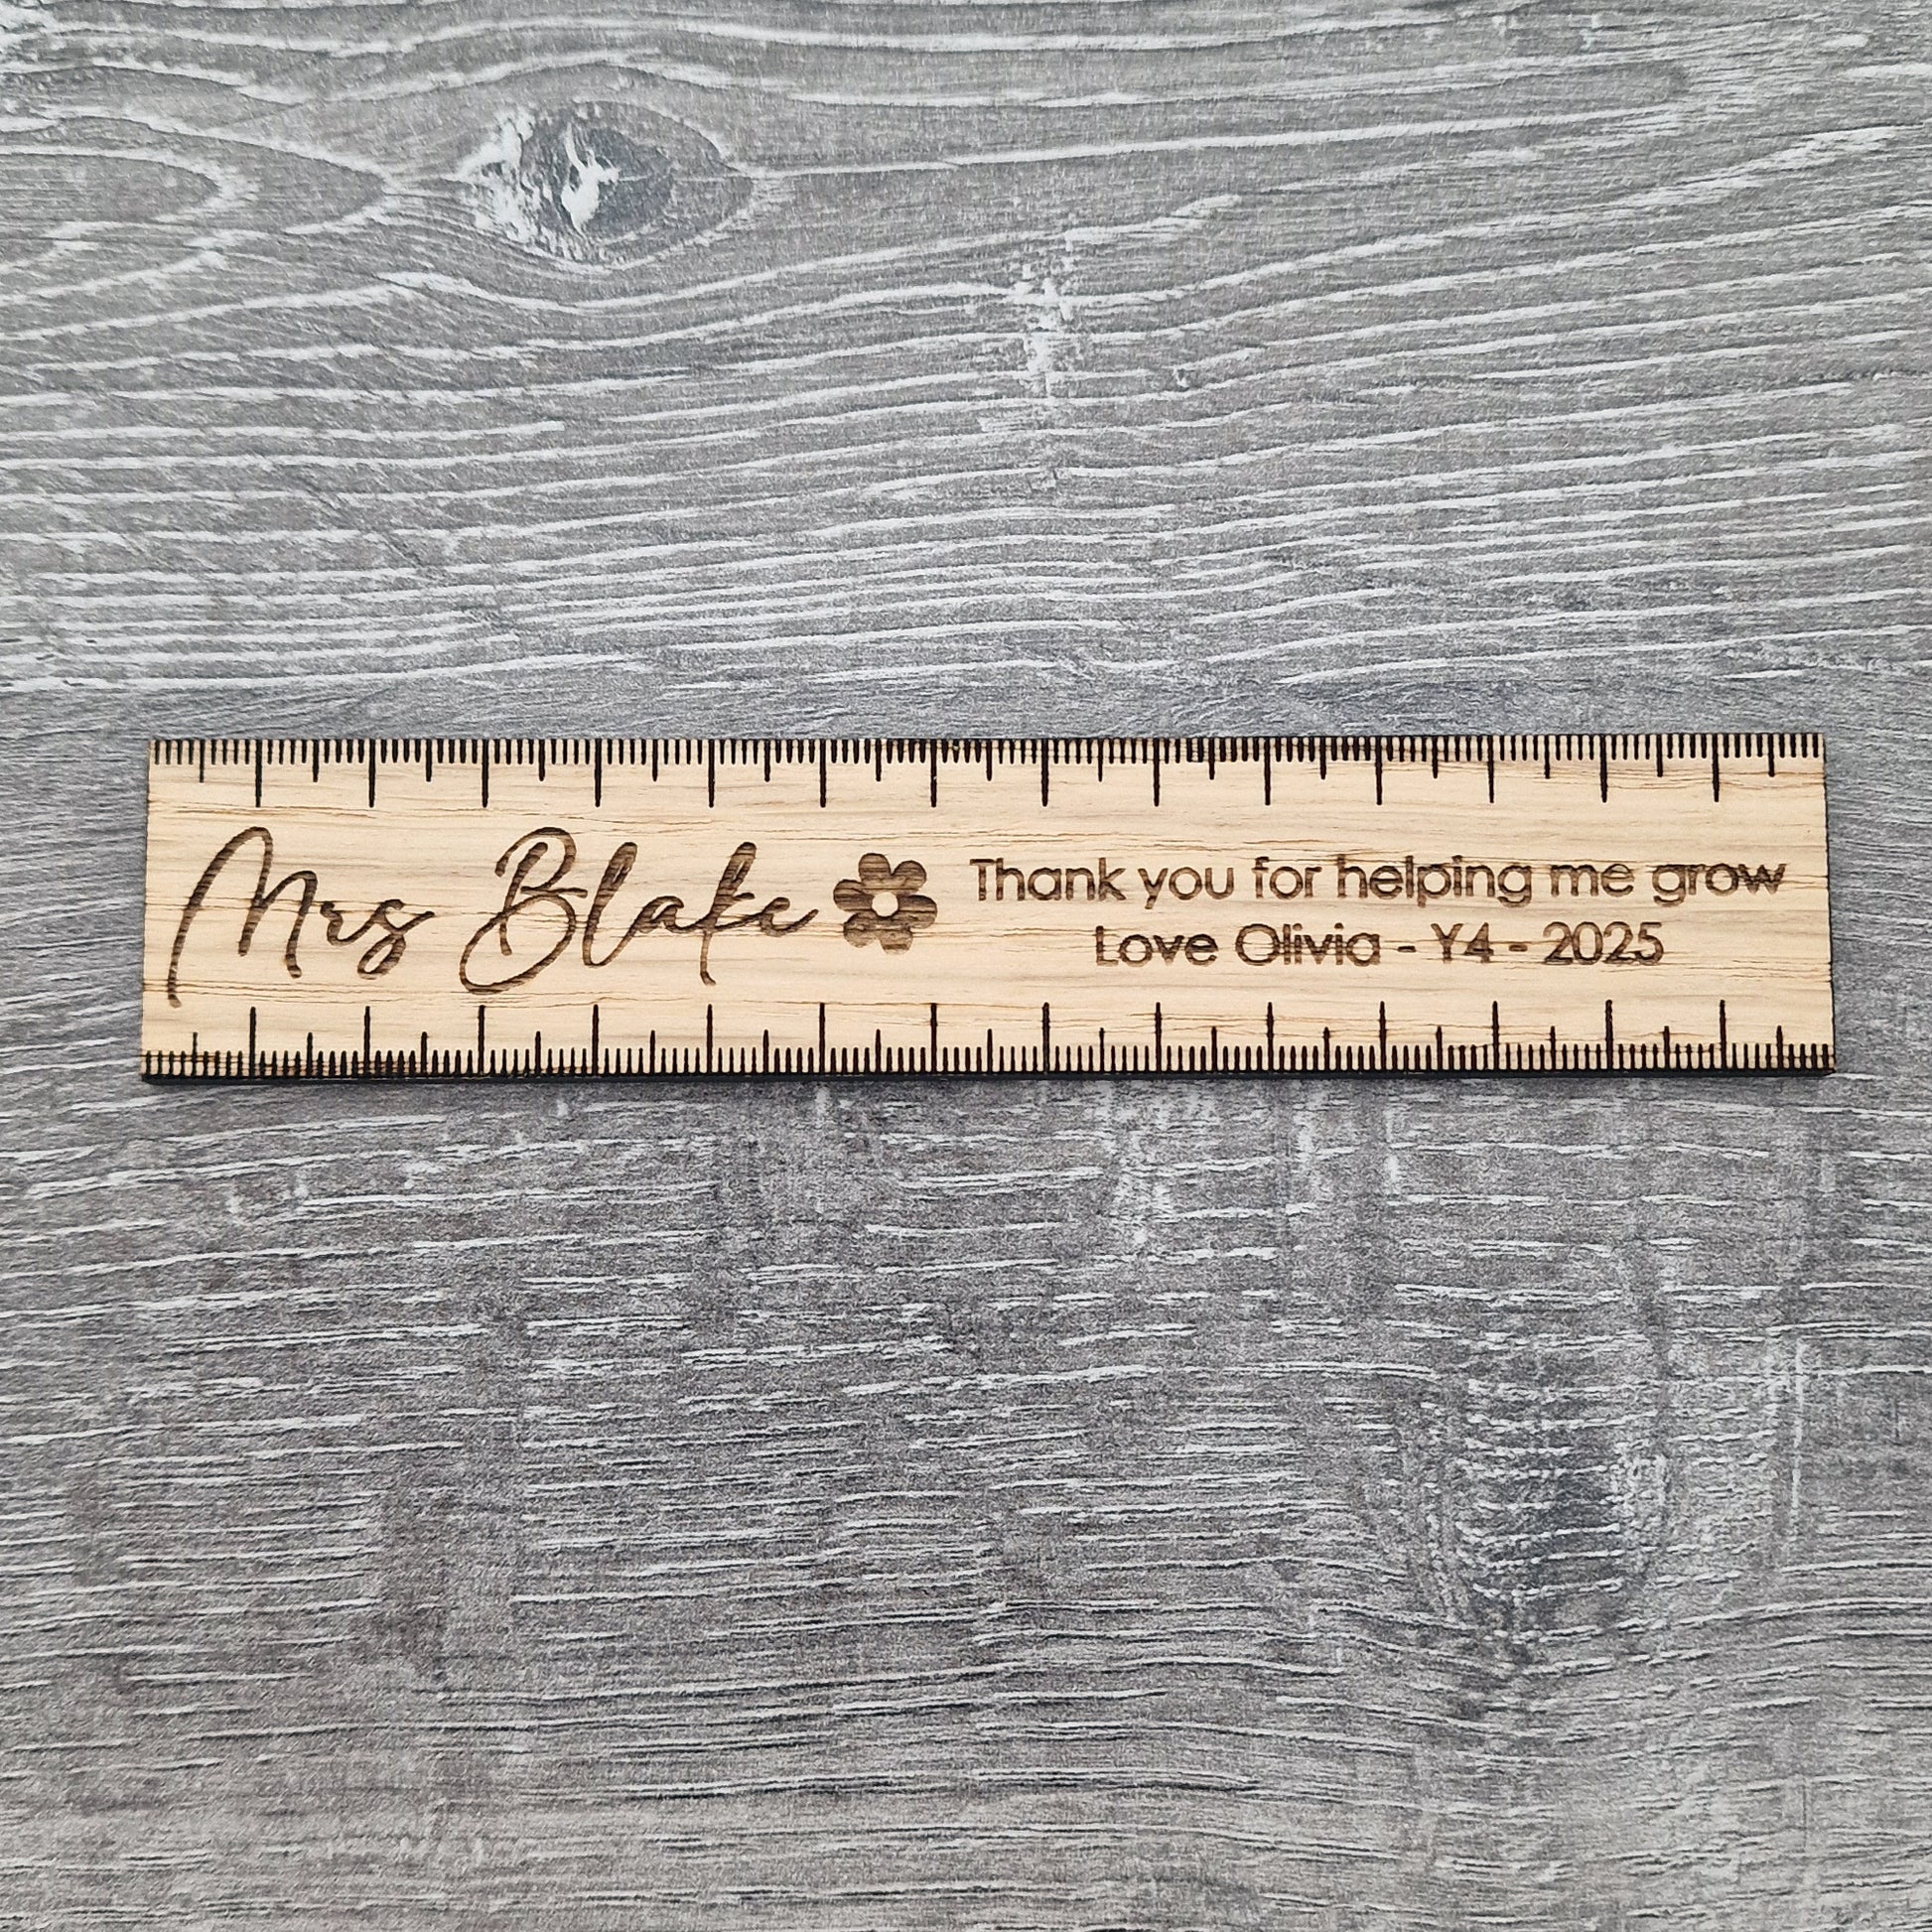 Mrs Blake
Thank you for helping me grow
Love Olivia - Y4 - 2025